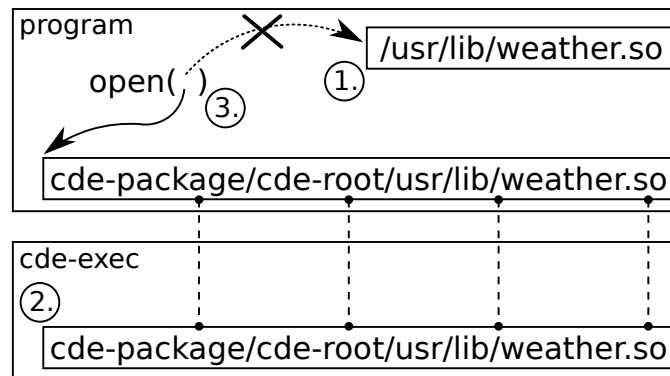 program
/usr/lib/weather.so
1.
open( )
3.
cde-package/cde-root/usr/lib/weather.so
cde-exec
2.
cde-package/cde-root/usr/lib/weather.so